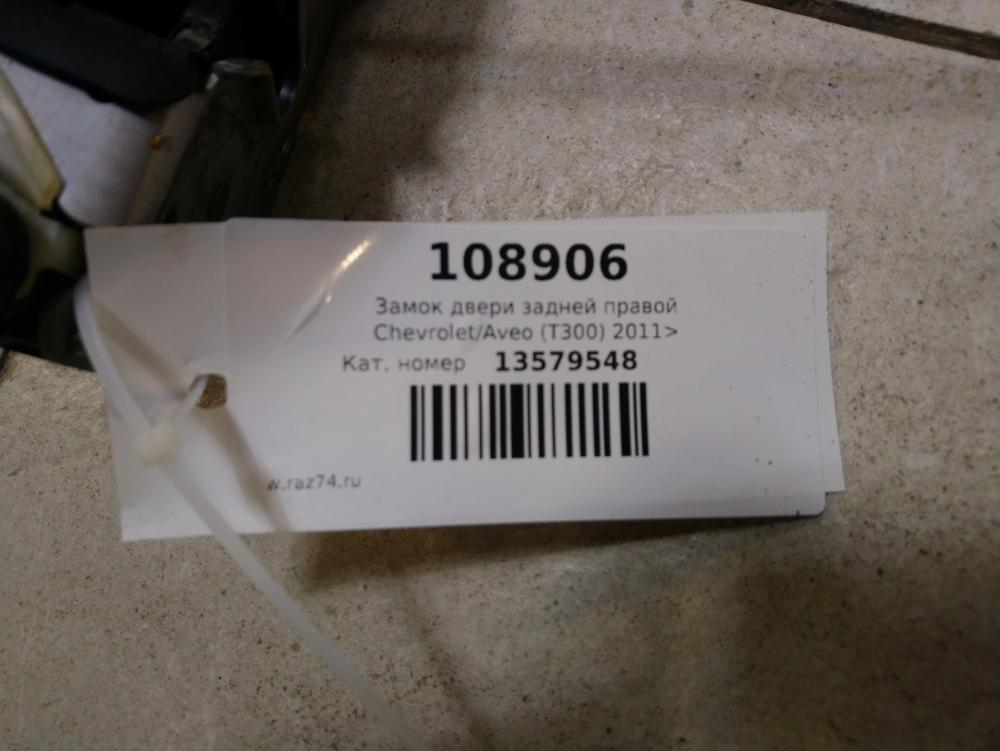 108906
Замок двери задней правой
Chevrolet/Aveo (T300) 2011>
Кат. номер 13579548
w.raz74.ru